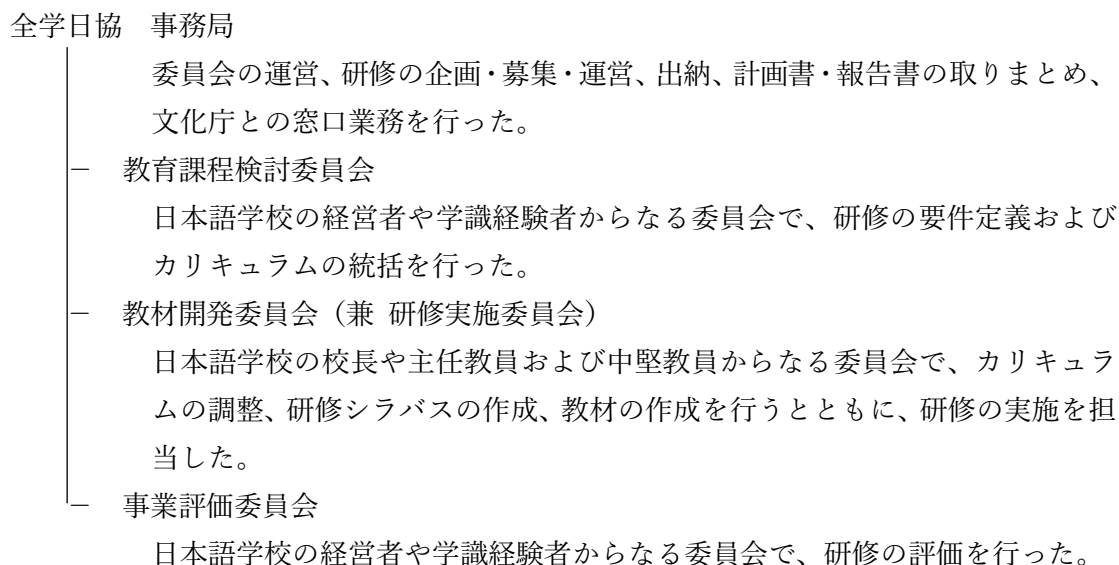 全学日協　事務局
委員会の運営、研修の企画・募集・運営、出納、計画書・報告書の取りまとめ、
文化庁との窓口業務を行った。
－　教育課程検討委員会
日本語学校の経営者や学識経験者からなる委員会で、研修の要件定義および
カリキュラムの統括を行った。
－　教材開発委員会（兼 研修実施委員会）
日本語学校の校長や主任教員および中堅教員からなる委員会で、カリキュラ
ムの調整、研修シラバスの作成、教材の作成を行うとともに、研修の実施を担
当した。
－　事業評価委員会
日本語学校の経営者や学識経験者からなる委員会で、研修の評価を行った。